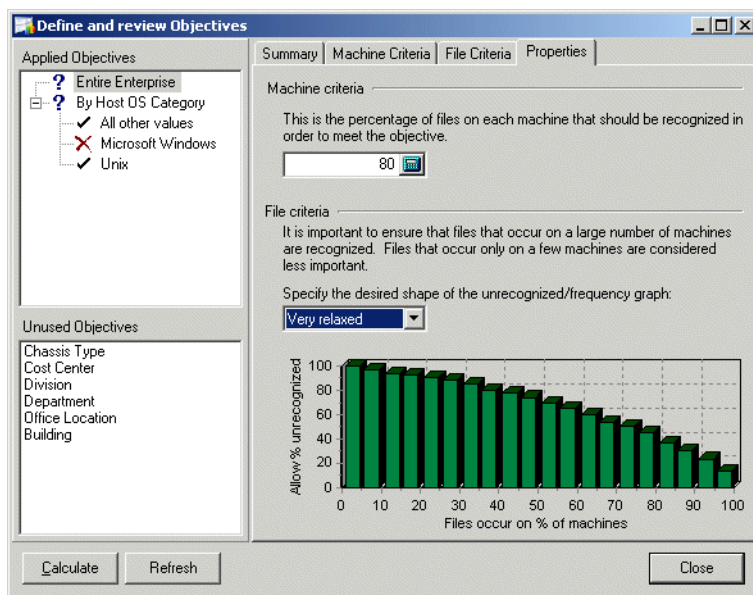 Define and review Objectives
Applied Objectives
? Entire Enterprise
? By Host OS Category
All other values
Microsoft Windows
Unix
Unused Objectives
Chassis Type
Cost Center
Division
Department
Office Location
Building
Summary Machine Criteria File Criteria Properties
Machine criteria
This is the percentage of files on each machine that should be recognized in
order to meet the objective.
80
File criteria
It is important to ensure that files that occur on a large number of machines
are recognized. Files that occur only on a few machines are considered
less important.
Specify the desired shape of the unrecognized/frequency graph:
Very relaxed
Allow % unrecognized
100
80
60
40
20
0
0 10 20 30 40 50 60 70 80 90 100
Files occur on % of machines
Calculate Refresh Close